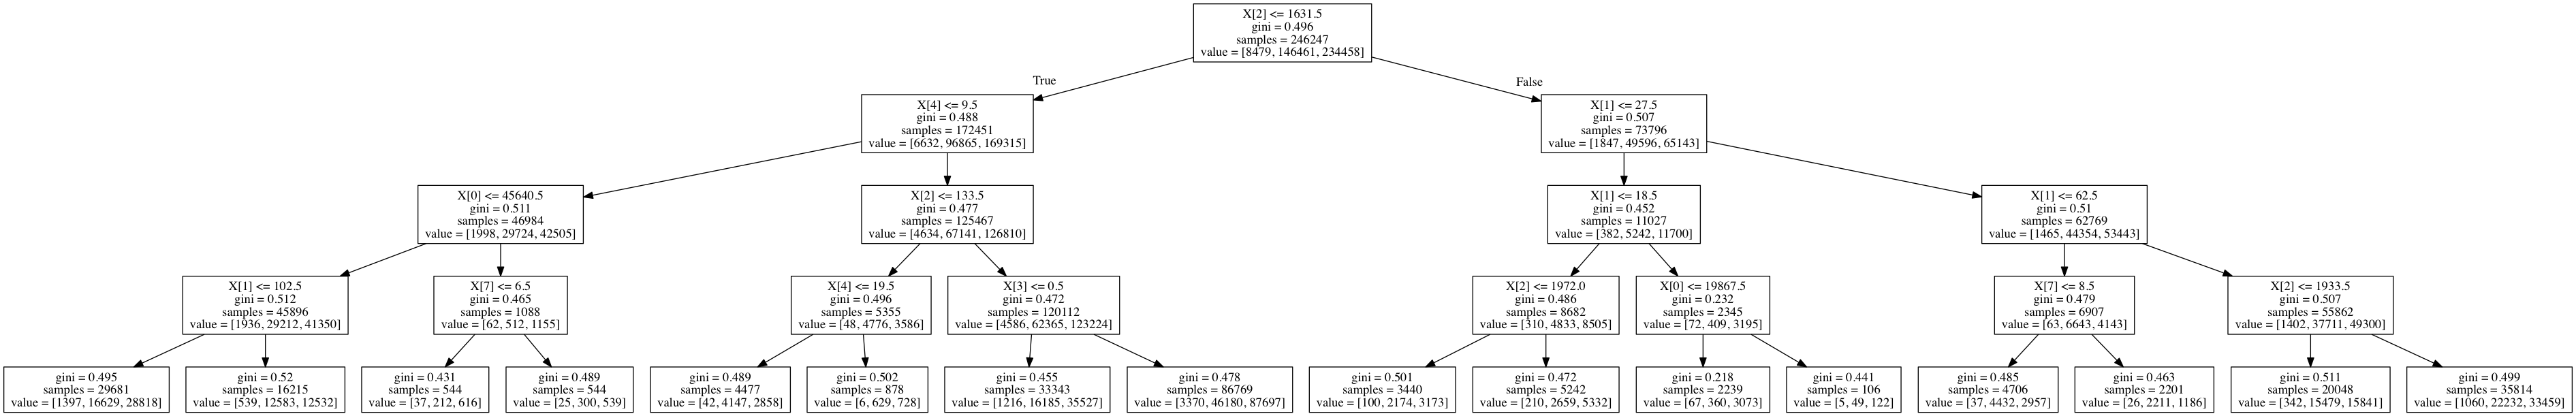 X[2] <= 1631.5
gini = 0.496
samples = 246247
value = [8479, 146461, 234458]
True
False
X[4] <= 9.5
gini = 0.488
samples = 172451
value = [6632, 96865, 169315]
X[1] <= 27.5
gini = 0.507
samples = 73796
value = [1847, 49596, 65143]
X[0] <= 45640.5
gini = 0.511
samples = 46984
value = [1998, 29724, 42505]
X[2] <= 133.5
gini = 0.477
samples = 125467
value = [4634, 67141, 126810]
X[1] <= 18.5
gini = 0.452
samples = 11027
value = [382, 5242, 11700]
X[1] <= 62.5
gini = 0.51
samples = 62769
value = [1465, 44354, 53443]
X[1] <= 102.5
gini = 0.512
samples = 45896
value = [1936, 29212, 41350]
X[7] <= 6.5
gini = 0.465
samples = 1088
value = [62, 512, 1155]
X[4] <= 19.5
gini = 0.496
samples = 5355
value = [48, 4776, 3586]
X[3] <= 0.5
gini = 0.472
samples = 120112
value = [4586, 62365, 123224]
X[2] <= 1972.0
gini = 0.486
samples = 8682
value = [310, 4833, 8505]
X[0] <= 19867.5
gini = 0.232
samples = 2345
value = [72, 409, 3195]
X[7] <= 8.5
gini = 0.479
samples = 6907
value = [63, 6643, 4143]
X[2] <= 1933.5
gini = 0.507
samples = 55862
value = [1402, 37711, 49300]
gini = 0.495
samples = 29681
value = [1397, 16629, 28818]
gini = 0.52
samples = 16215
value = [539, 12583, 12532]
gini = 0.431
samples = 544
value = [37, 212, 616]
gini = 0.489
samples = 544
value = [25, 300, 539]
gini = 0.489
samples = 4477
value = [42, 4147, 2858]
gini = 0.502
samples = 878
value = [6, 629, 728]
gini = 0.455
samples = 33343
value = [1216, 16185, 35527]
gini = 0.478
samples = 86769
value = [3370, 46180, 87697]
gini = 0.501
samples = 3440
value = [100, 2174, 3173]
gini = 0.472
samples = 5242
value = [210, 2659, 5332]
gini = 0.218
samples = 2239
value = [67, 360, 3073]
gini = 0.441
samples = 106
value = [5, 49, 122]
gini = 0.485
samples = 4706
value = [37, 4432, 2957]
gini = 0.463
samples = 2201
value = [26, 2211, 1186]
gini = 0.511
samples = 20048
value = [342, 15479, 15841]
gini = 0.499
samples = 35814
value = [1060, 22232, 33459]